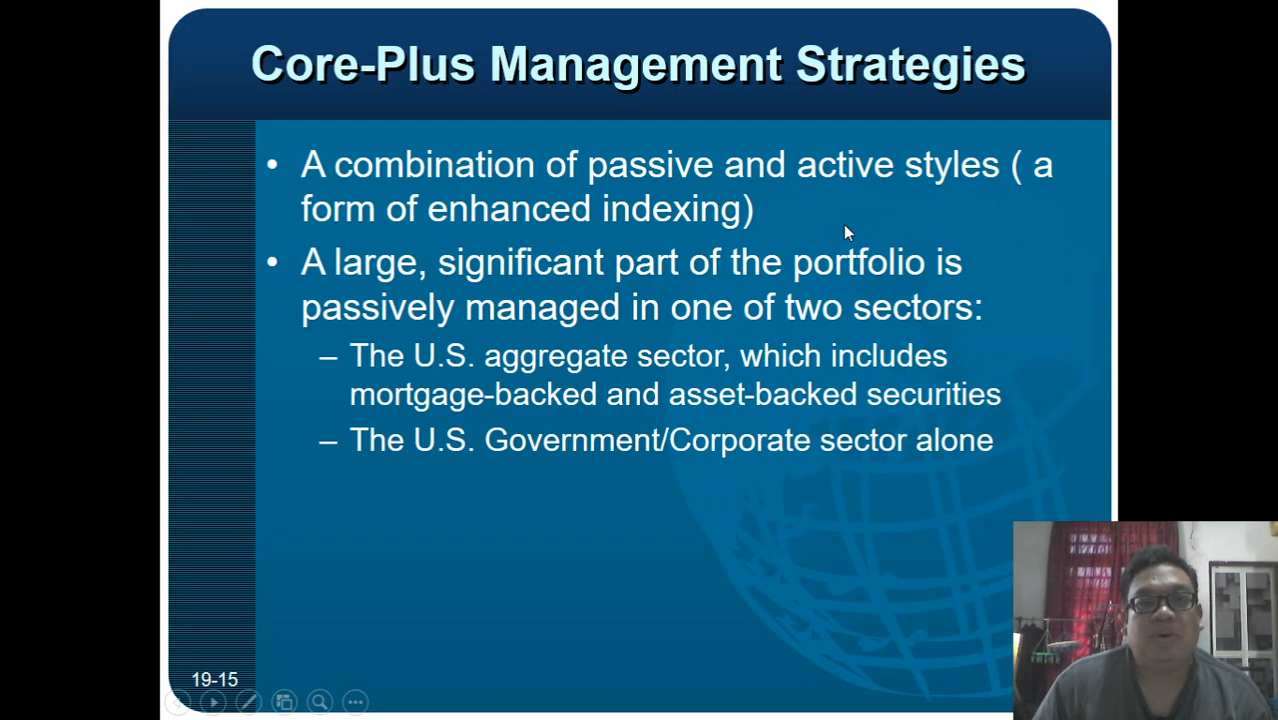 Core-Plus Management Strategies
• A combination of passive and active styles ( a
form of enhanced indexing)
• A large, significant part of the portfolio is
passively managed in one of two sectors:
– The U.S. aggregate sector, which includes
mortgage-backed and asset-backed securities
– The U.S. Government/Corporate sector alone
19-15